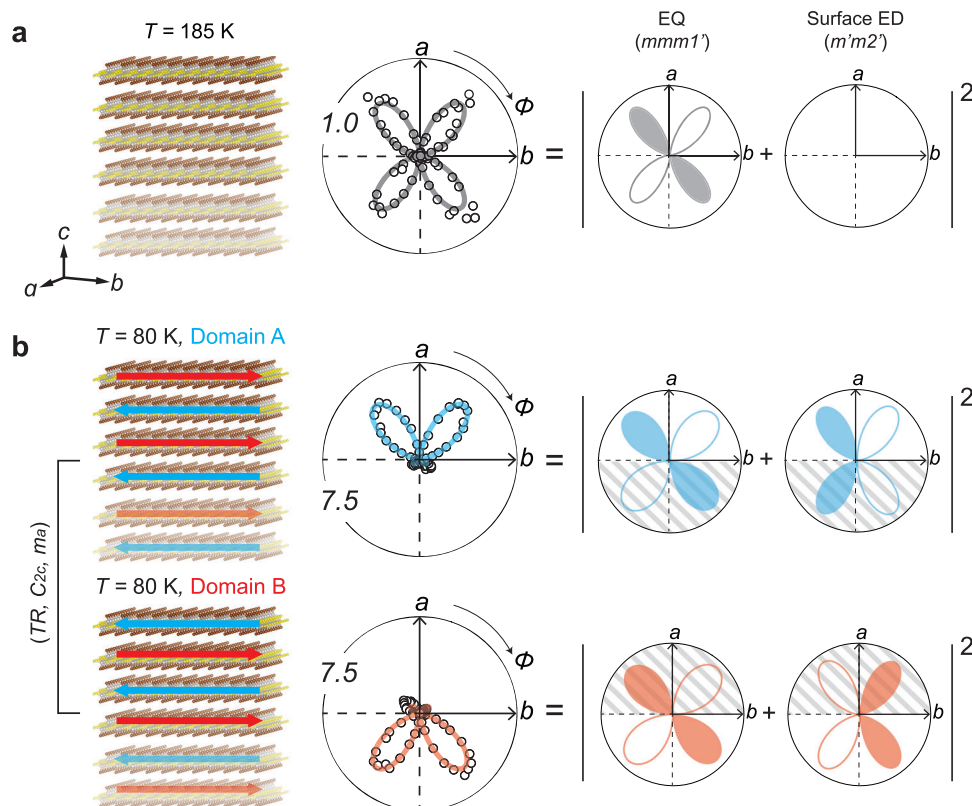 a
T = 185 K
EQ
(mmm1’)
Surface ED
(m’m2’)
a
a
a
Φ
1.0
b
=
b
+
b
2
c
a
b
b
T = 80 K, Domain A
a
a
a
Φ
b
=
b
+
b
2
7.5
(TR, C2c, ma)
T = 80 K, Domain B
a
a
a
7.5
Φ
b
=
b
+
b
2